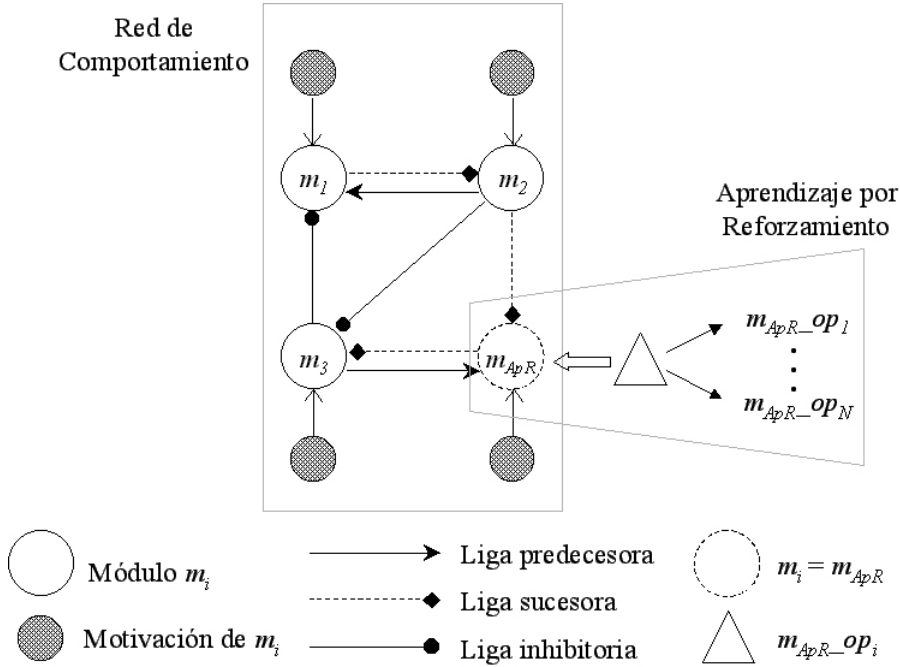 Red de
Comportamiento
m1
m2
Aprendizaje por
Reforzamiento
m3
mApR
mApR_op1
mApR_opN
Módulo mi
Liga predecesora
mi = mApR
Motivación de mi
Liga sucesora
Liga inhibitoria
mApR_opi